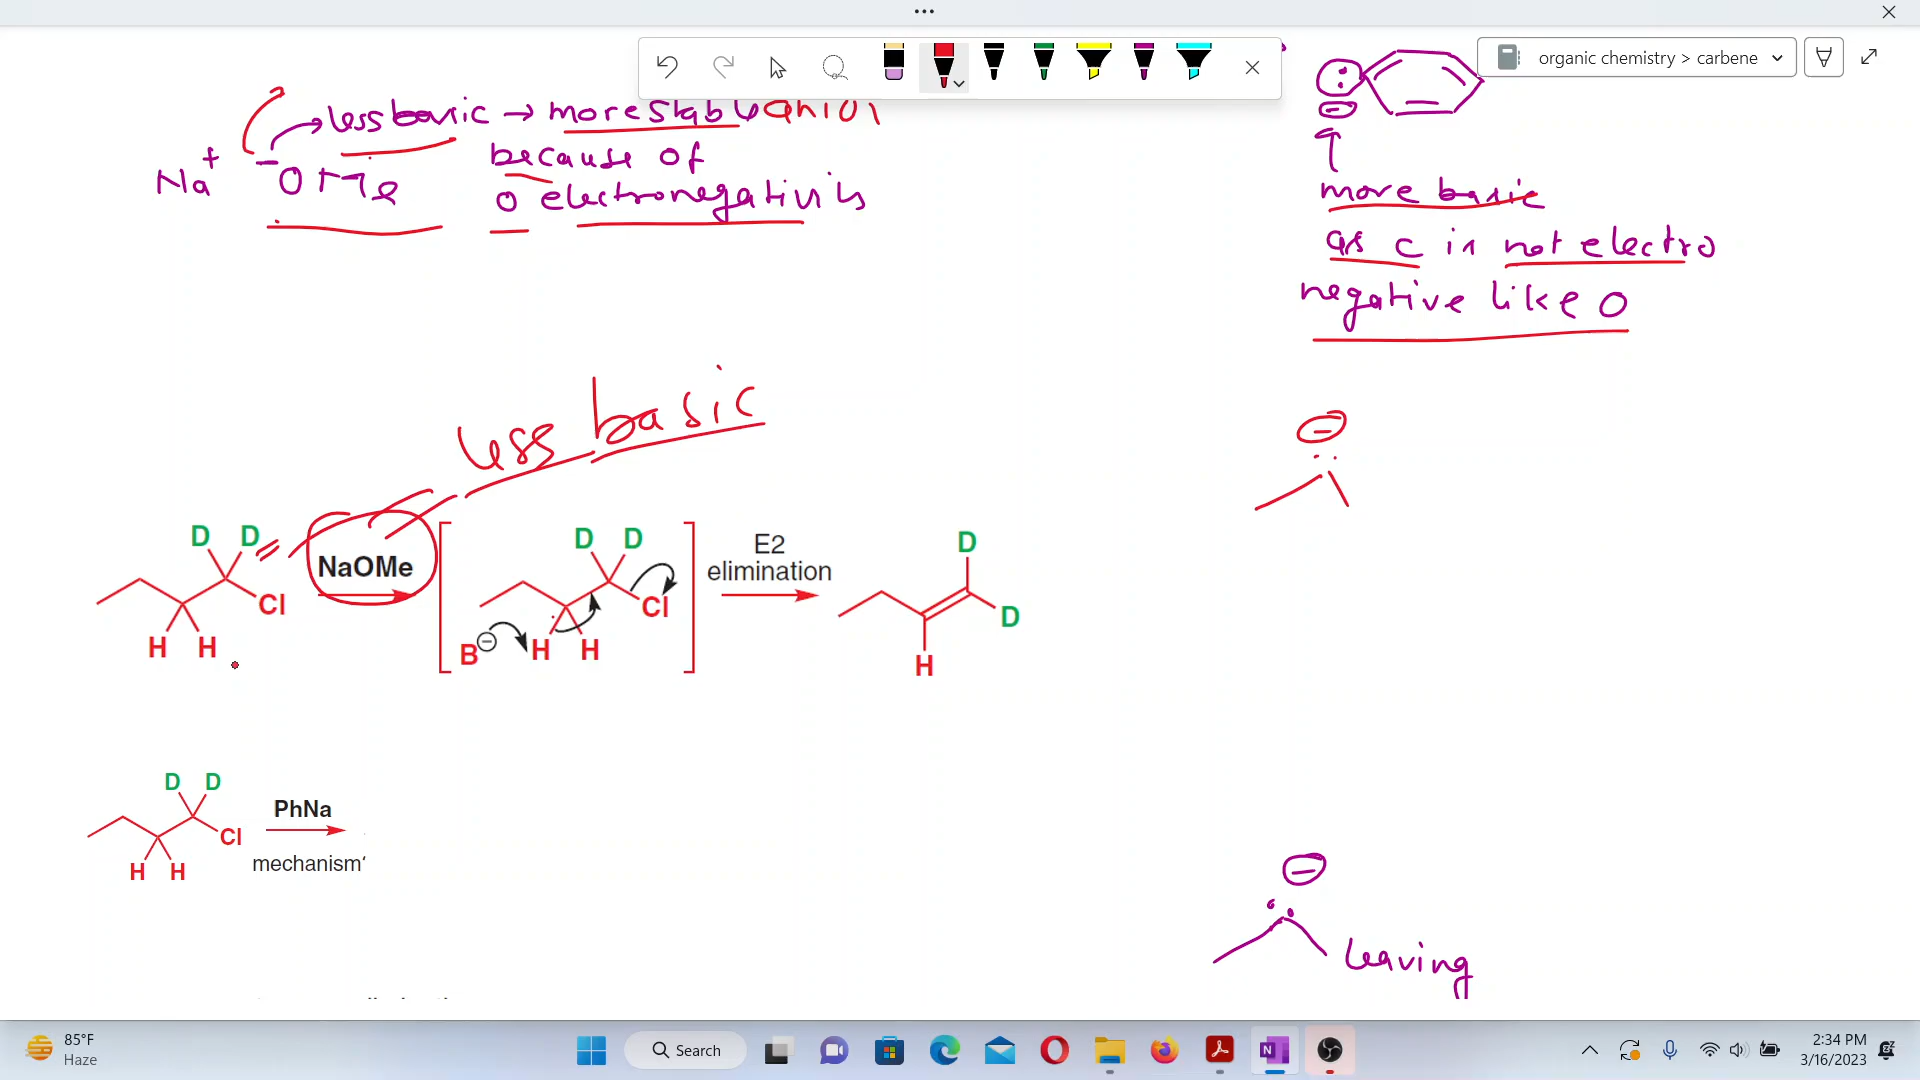 organic chemistry > carbene
less basic → more stable anion
Na+ -OMe
because of
O electronegativity
more basic
as C is not electro
negative like O
less basic
D D
Cl
H H
NaOMe
D D
Cl
B H H
E2
elimination
D
D
H
D D
Cl
H H
PhNa
mechanism
leaving
85°F
Haze
Search
2:34 PM
3/16/2023